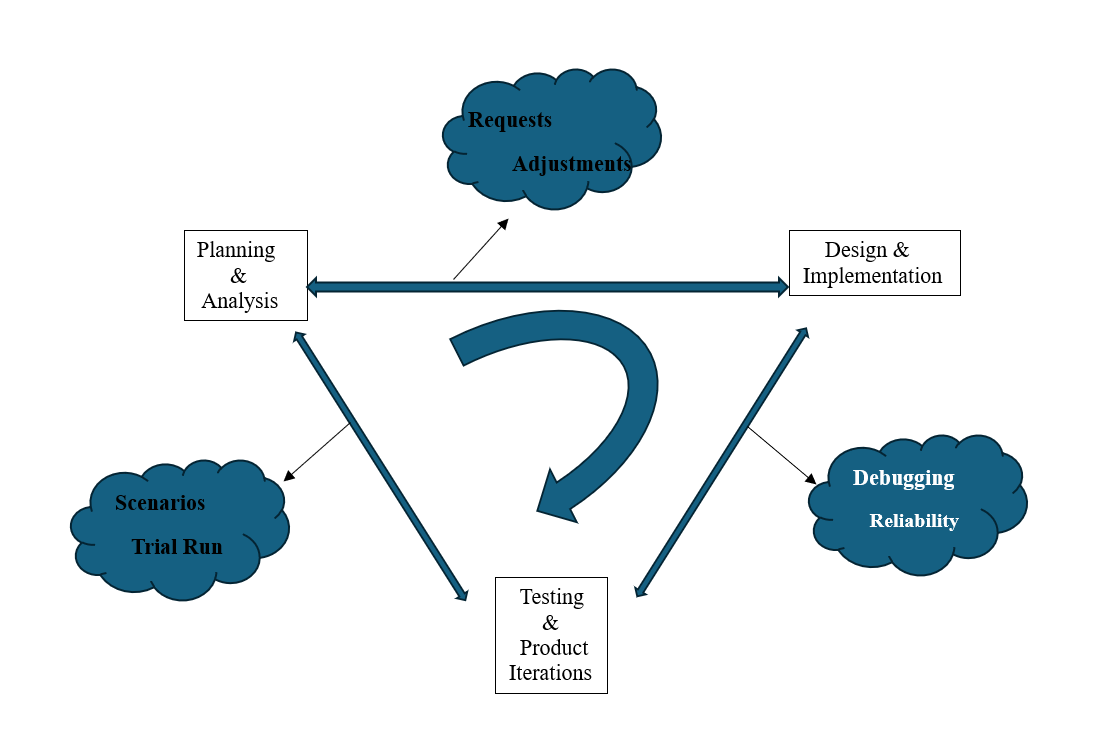 Requests
Adjustments
Planning
&
Analysis
Design &
Implementation
Scenarios
Trial Run
Debugging
Reliability
Testing
&
Product
Iterations